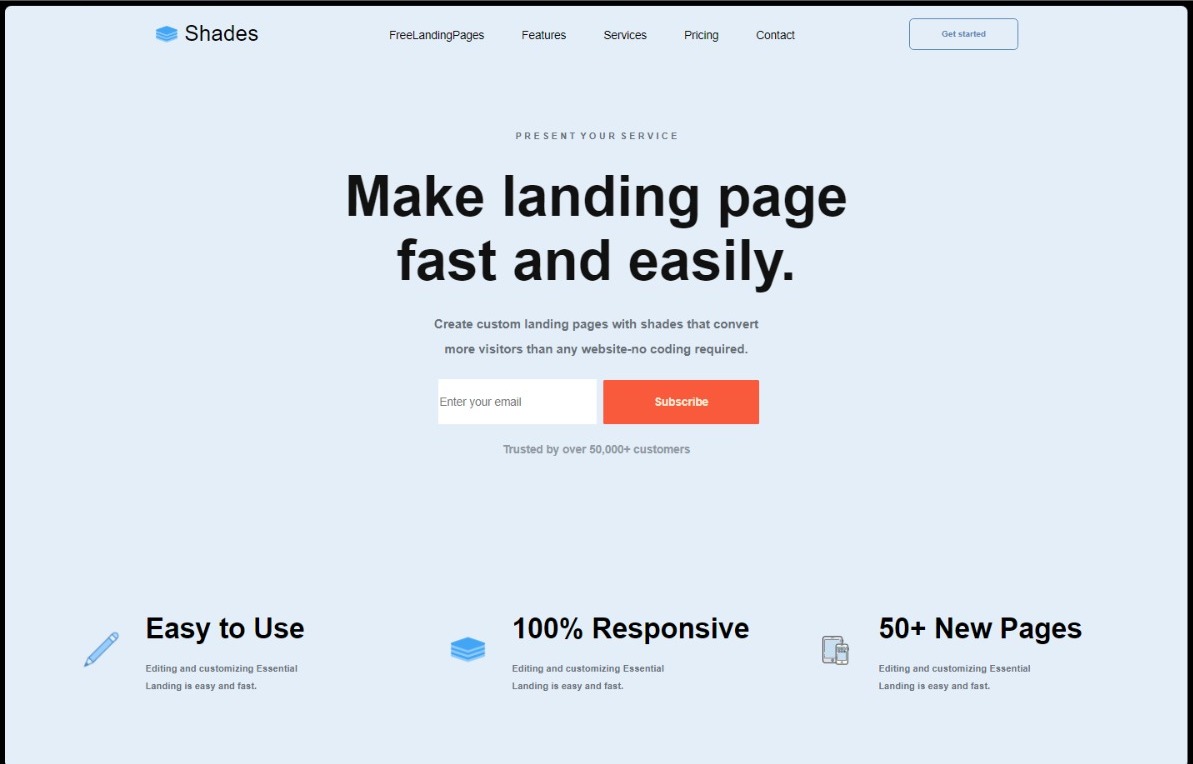 Shades
FreeLandingPages
Features
Services
Pricing
Contact
Get started
PRESENT YOUR SERVICE
Make landing page
fast and easily.
Create custom landing pages with shades that convert
more visitors than any website-no coding required.
Enter your email
Subscribe
Trusted by over 50,000+ customers
Easy to Use
Editing and customizing Essential
Landing is easy and fast.
100% Responsive
Editing and customizing Essential
Landing is easy and fast.
50+ New Pages
Editing and customizing Essential
Landing is easy and fast.